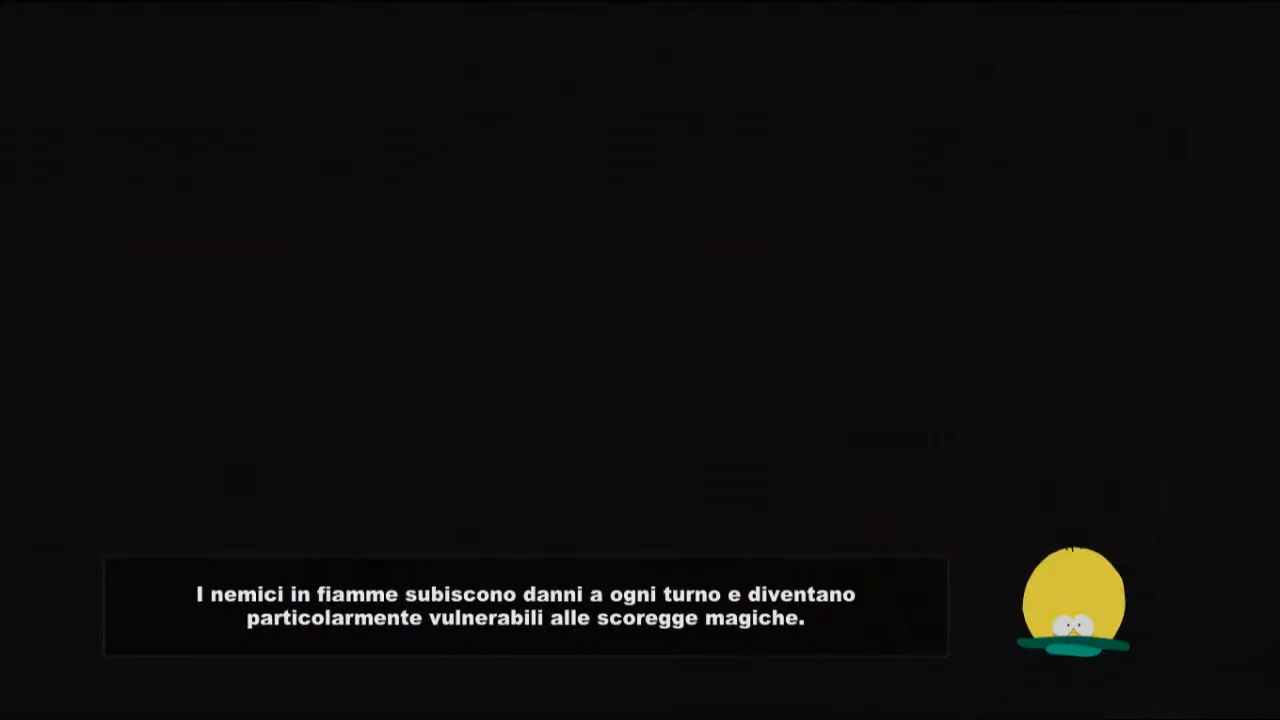 I nemici in fiamme subiscono danni a ogni turno e diventano
particolarmente vulnerabili alle scoregge magiche.